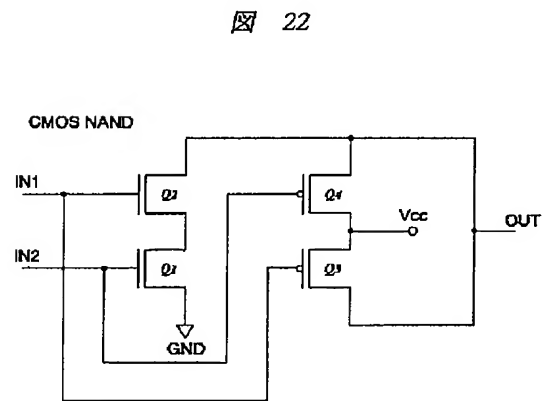 図 22
CMOS NAND
IN1
Q2
Q4
Vcc
OUT
IN2
Q1
Q3
GND